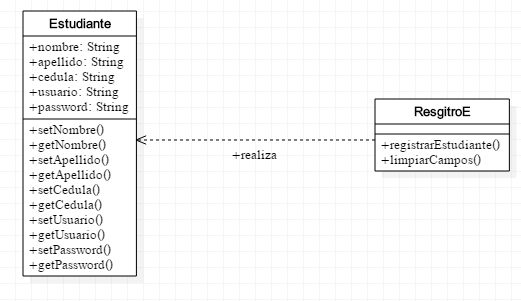 Estudiante
+nombre: String
+apellido: String
+cedula: String
+usuario: String
+password: String
+setNombre()
+getNombre()
+setApellido()
+getApellido()
+setCedula()
+getCedula()
+setUsuario()
+getUsuario()
+setPassword()
+getPassword()
+realiza
ResgitroE
+registrarEstudiante()
+limpiarCampos()